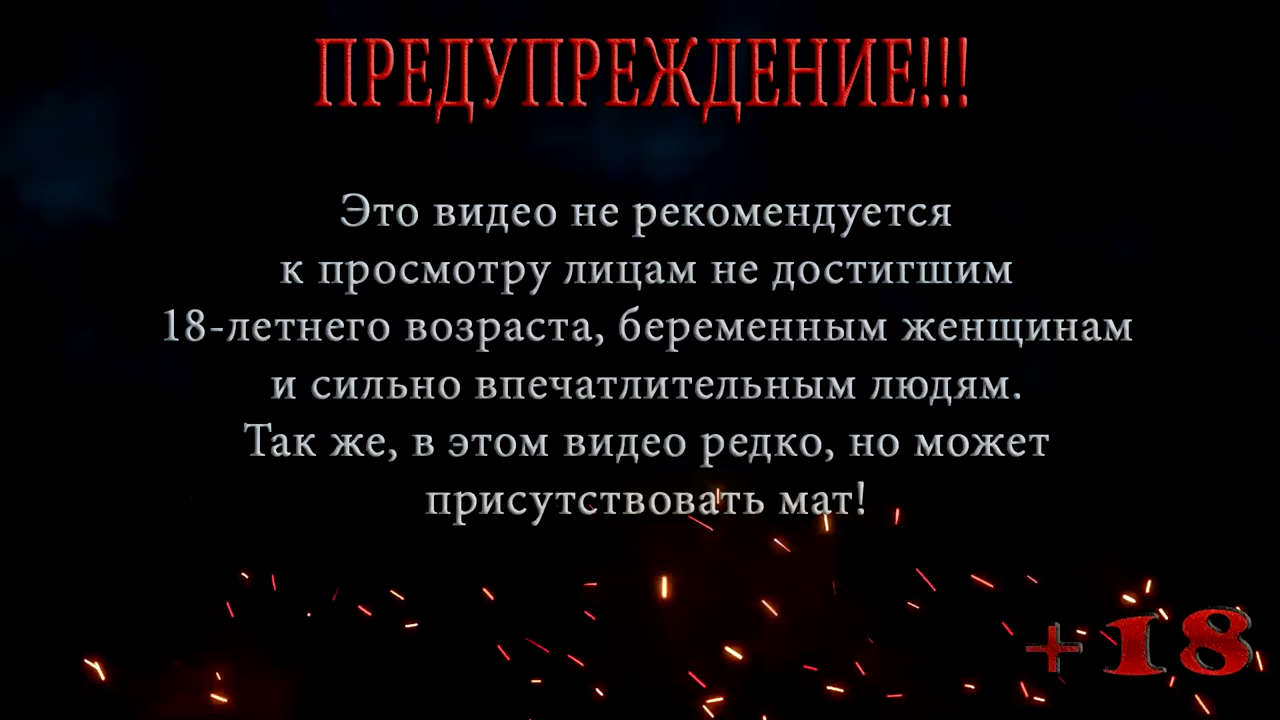 ПРЕДУПРЕЖДЕНИЕ!!!
Это видео не рекомендуется
к просмотру лицам не достигшим
18-летнего возраста, беременным женщинам
и сильно впечатлительным людям.
Так же, в этом видео редко, но может
присутствовать мат!
+18